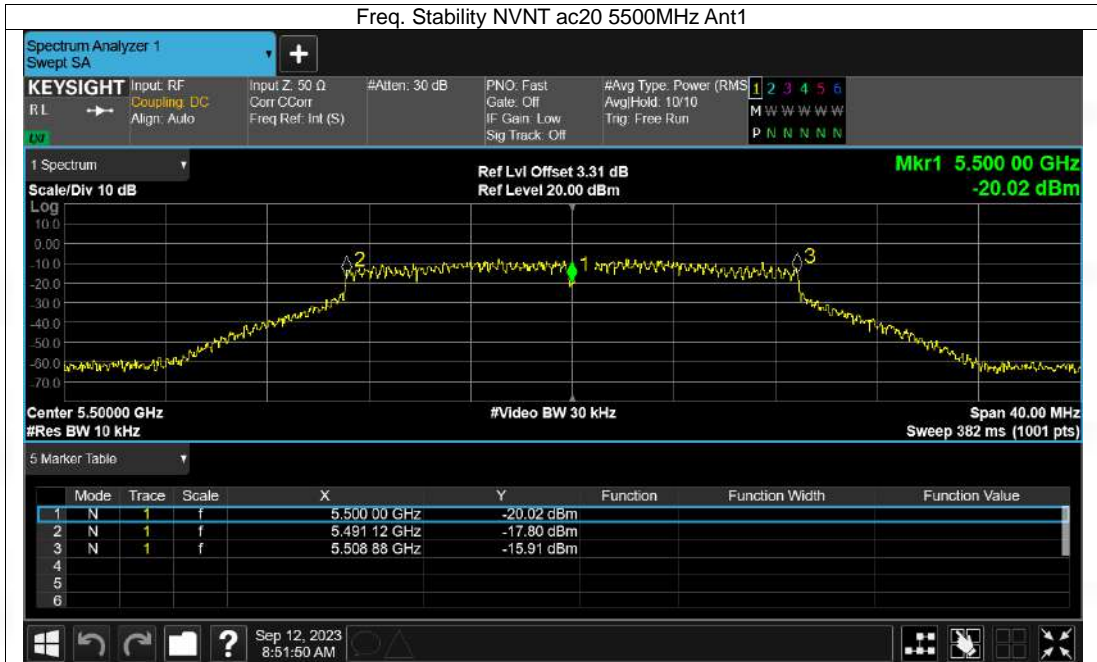 Freq. Stability NVNT ac20 5500MHz Ant1
Spectrum Analyzer 1
Swept SA
+
KEYSIGHT Input: RF Input Z: 50 Ω #Atten: 30 dB PNO: Fast #Avg Type: Power (RMS 1 2 3 4 5 6
RL Coupling: DC Corr CCorr Gate: Off Avg|Hold: 10/10 M W W W W W
Align: Auto Freq Ref: Int (S) IF Gain: Low Trig: Free Run
LXI Sig Track: Off P N N N N N
1 Spectrum Ref Lvl Offset 3.31 dB Mkr1 5.500 00 GHz
Scale/Div 10 dB Ref Level 20.00 dBm -20.02 dBm
Log
10.0
0.00
-10.0 2 1 3
-20.0
-30.0
-40.0
-50.0
-60.0
-70.0
Center 5.50000 GHz #Video BW 30 kHz Span 40.00 MHz
#Res BW 10 kHz Sweep 382 ms (1001 pts)
5 Marker Table
Mode Trace Scale X Y Function Function Width Function Value
1 N 1 f 5.500 00 GHz -20.02 dBm
2 N 1 f 5.491 12 GHz -17.80 dBm
3 N 1 f 5.508 88 GHz -15.91 dBm
4
5
6
? Sep 12, 2023
8:51:50 AM